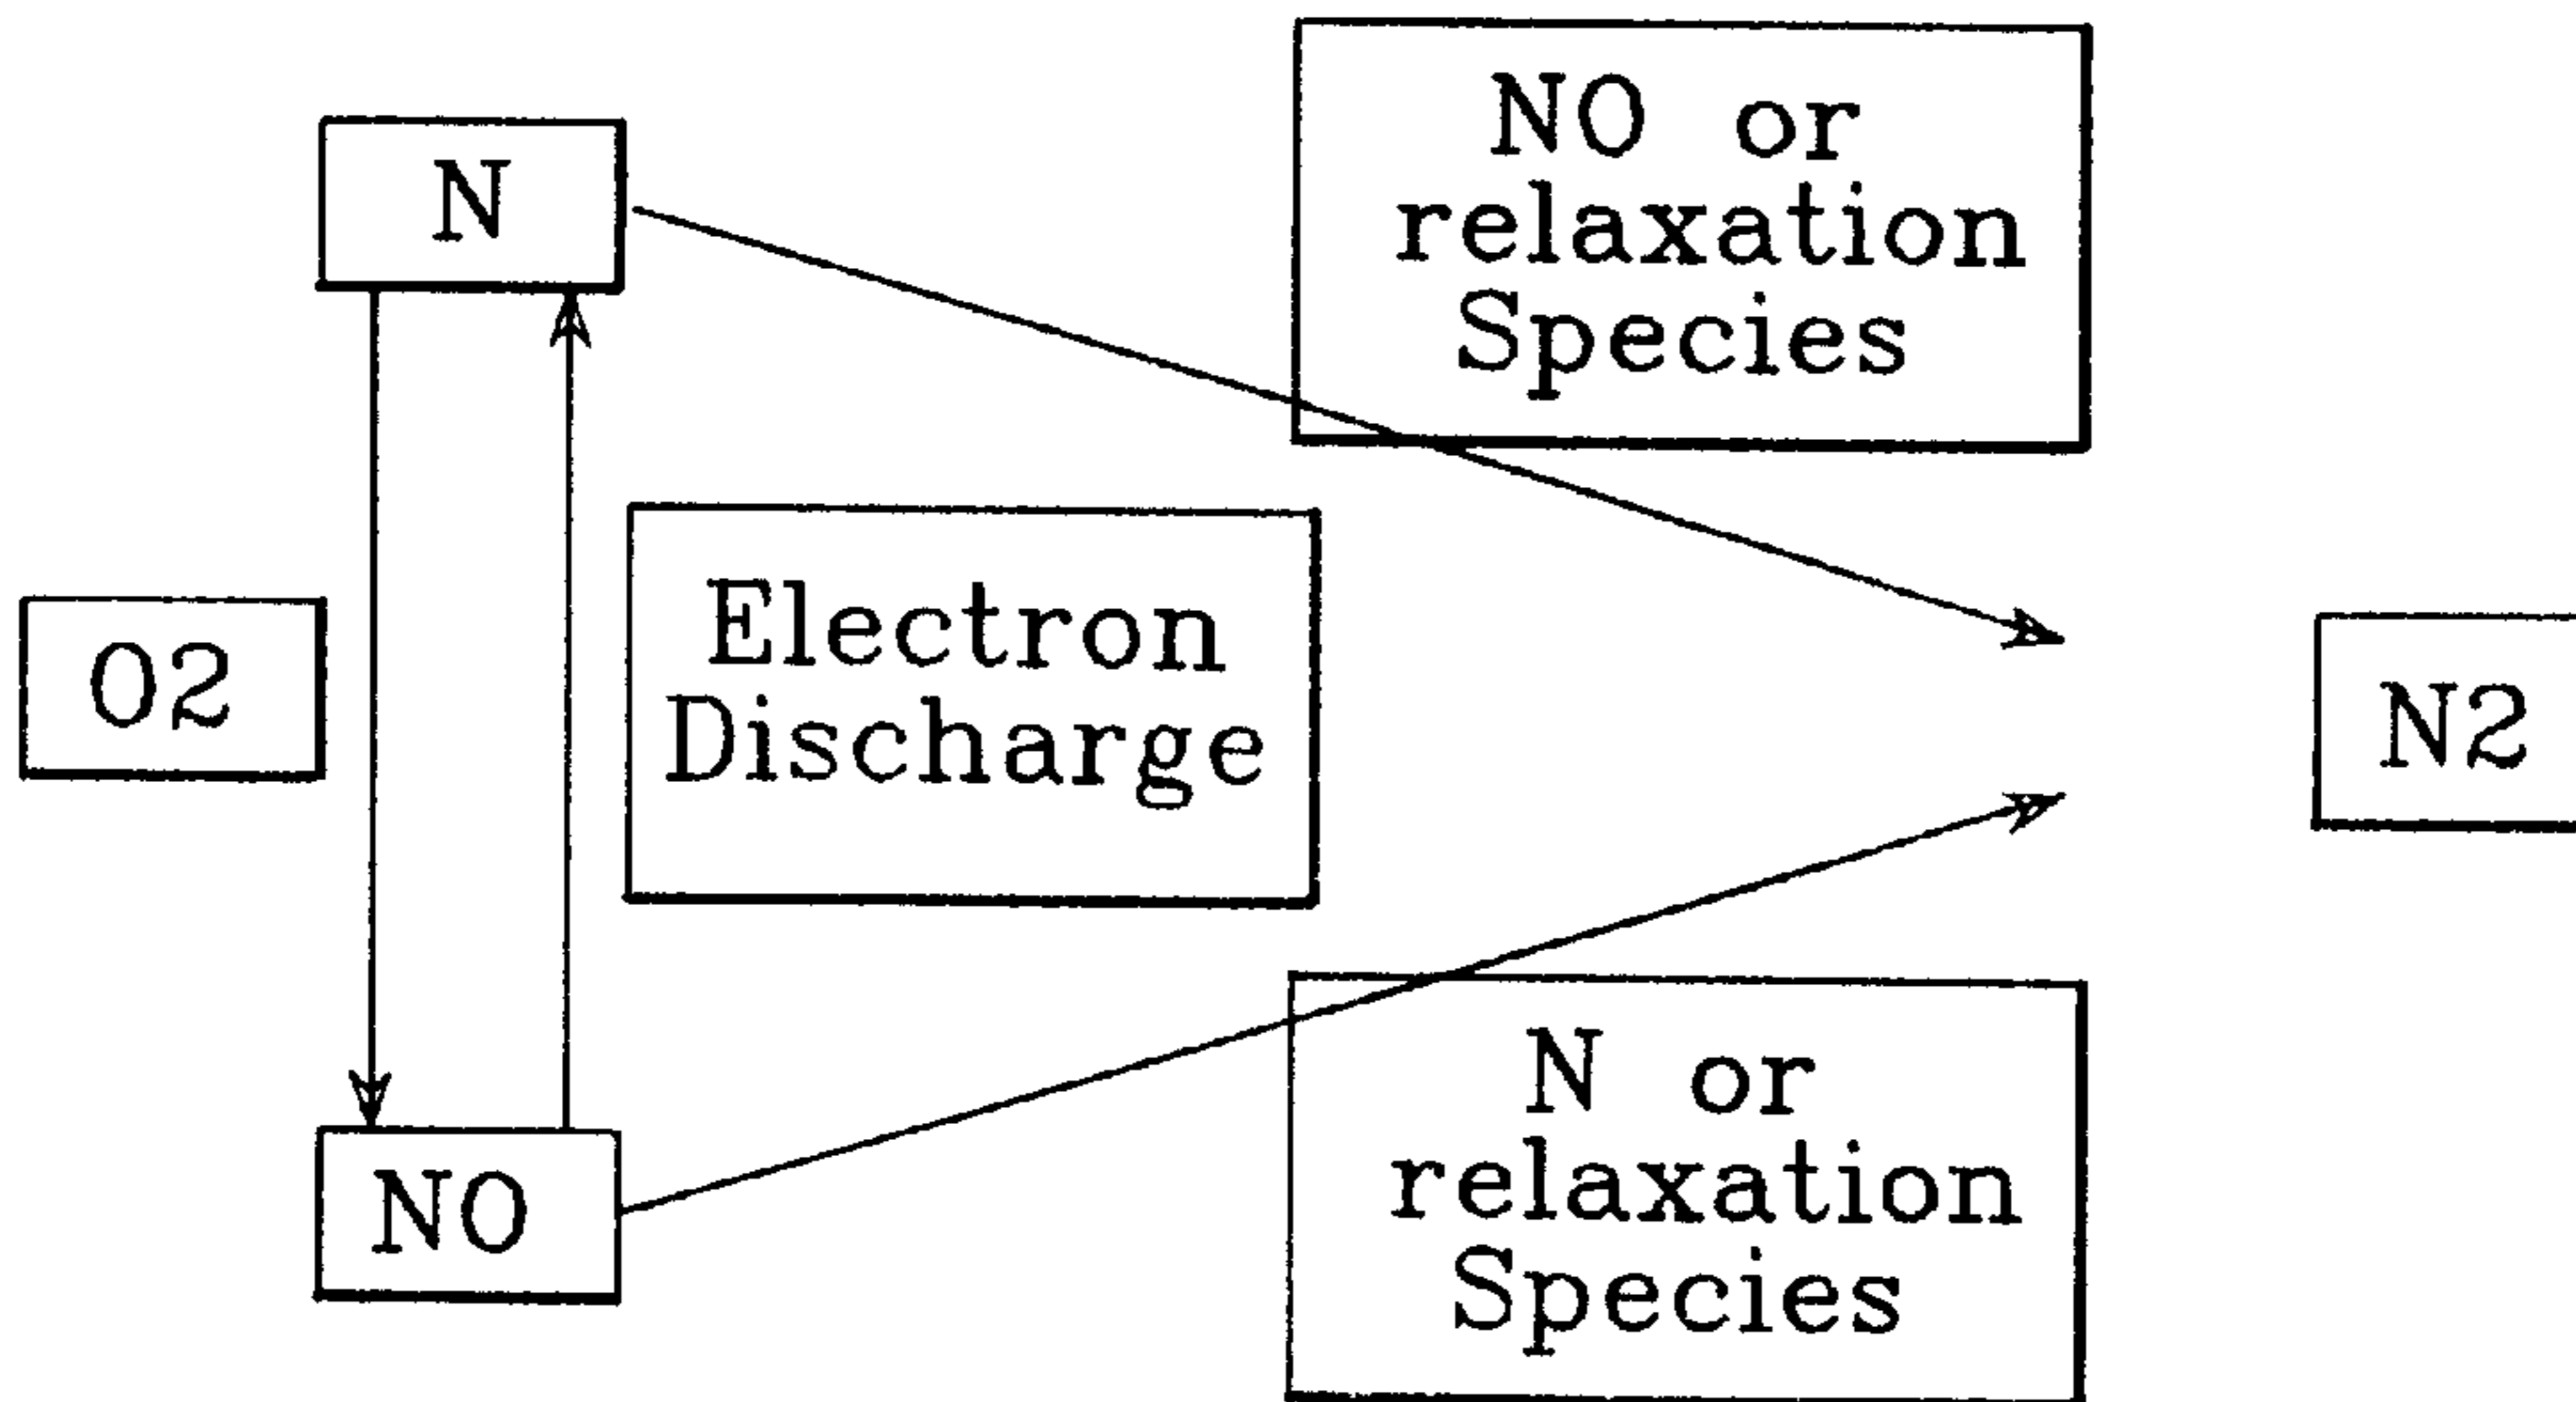 NO or
relaxation
Species
N
Electron
Discharge
O2
N2
N or
relaxation
Species
NO